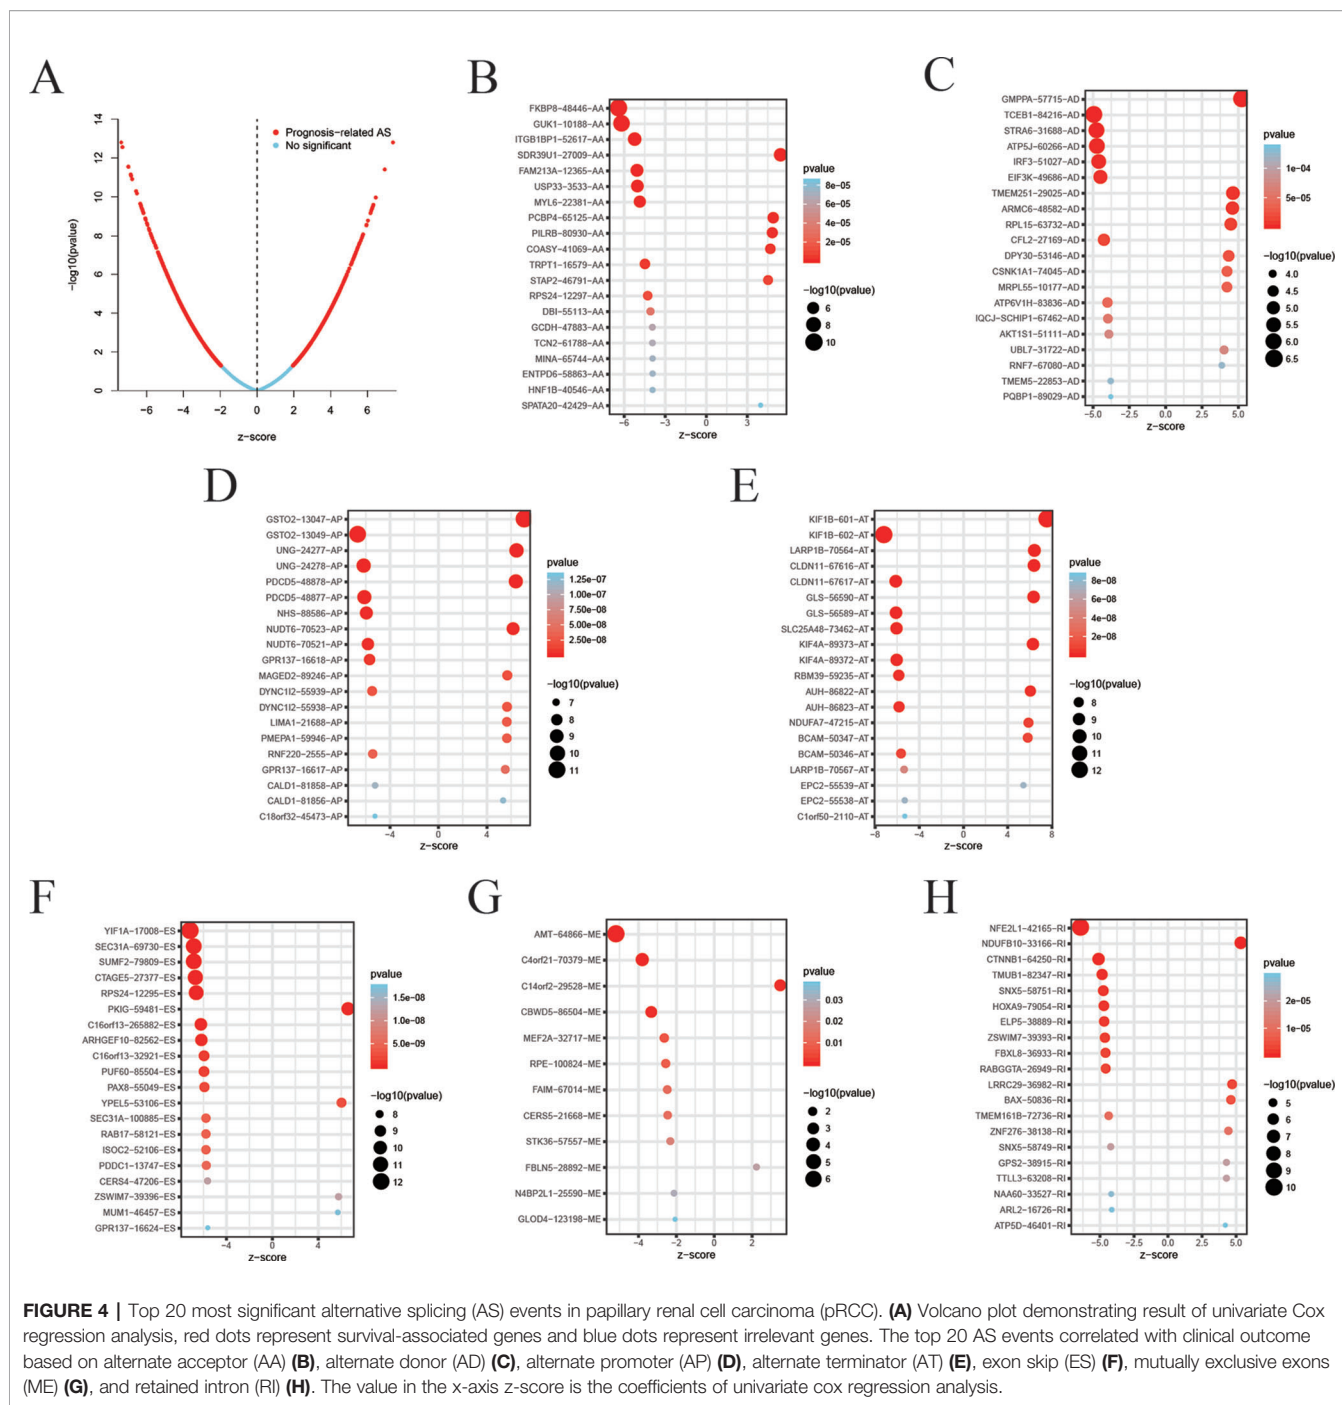 A
14
12
10
8
6
4
2
0
−log10(pvalue)
Prognosis-related AS
No significant
−6 −4 −2 0 2 4 6
z-score
B
FKBP8-48446-AA
GUK1-10188-AA
ITGB1BP1-52617-AA
SDR39U1-27009-AA
FAM213A-12365-AA
USP33-3533-AA
MYL6-22381-AA
PCBP4-65125-AA
PILRB-80930-AA
COASY-41069-AA
TRPT1-16579-AA
STAP2-46791-AA
RPS24-12297-AA
DBI-55113-AA
GCDH-47883-AA
TCN2-61788-AA
MINA-65744-AA
ENTPD6-58863-AA
HNF1B-40546-AA
SPATA20-42429-AA
−6 −3 0 3
z-score
pvalue
8e-05
6e-05
4e-05
2e-05
−log10(pvalue)
6
8
10
C
GMPPA-57715-AD
TCEB1-84216-AD
STRA6-31688-AD
ATP5J-60266-AD
IRF3-51027-AD
EIF3K-49686-AD
TMEM251-29025-AD
ARMC6-48582-AD
RPL15-63732-AD
CFL2-27169-AD
DPY30-53146-AD
CSNK1A1-74045-AD
MRPL55-10177-AD
ATP6V1H-83836-AD
IQCJ-SCHIP1-67462-AD
AKT1S1-51111-AD
UBL7-31722-AD
RNF7-67080-AD
TMEM5-22853-AD
PQBP1-89029-AD
−5.0 −2.5 0.0 2.5 5.0
z-score
pvalue
1e-04
5e-05
−log10(pvalue)
4.0
4.5
5.0
5.5
6.0
6.5
D
GSTO2-13047-AP
GSTO2-13049-AP
UNG-24277-AP
UNG-24278-AP
PDCD5-48878-AP
PDCD5-48877-AP
NHS-88586-AP
NUDT6-70523-AP
NUDT6-70521-AP
GPR137-16618-AP
MAGED2-89246-AP
DYNC1I2-55939-AP
DYNC1I2-55938-AP
LIMA1-21688-AP
PMEPA1-59946-AP
RNF220-2555-AP
GPR137-16617-AP
CALD1-81858-AP
CALD1-81856-AP
C18orf32-45473-AP
−4 0 4
z-score
pvalue
1.25e-07
1.00e-07
7.50e-08
5.00e-08
2.50e-08
−log10(pvalue)
7
8
9
10
11
E
KIF1B-601-AT
KIF1B-602-AT
LARP1B-70564-AT
CLDN11-67616-AT
CLDN11-67617-AT
GLS-56590-AT
GLS-56589-AT
SLC25A48-73462-AT
KIF4A-89373-AT
KIF4A-89372-AT
RBM39-59235-AT
AUH-86822-AT
AUH-86823-AT
NDUFA7-47215-AT
BCAM-50347-AT
BCAM-50346-AT
LARP1B-70567-AT
EPC2-55539-AT
EPC2-55538-AT
C1orf50-2110-AT
−8 −4 0 4 8
z-score
pvalue
8e-08
6e-08
4e-08
2e-08
−log10(pvalue)
8
9
10
11
12
F
YIF1A-17008-ES
SEC31A-69730-ES
SUMF2-79809-ES
CTAGE5-27377-ES
RPS24-12295-ES
PKIG-59481-ES
C16orf13-265882-ES
ARHGEF10-82562-ES
C16orf13-32921-ES
PUF60-85504-ES
PAX8-55049-ES
YPEL5-53106-ES
SEC31A-100885-ES
RAB17-58121-ES
ISOC2-52106-ES
PDDC1-13747-ES
CERS4-47206-ES
ZSWIM7-39396-ES
MUM1-46457-ES
GPR137-16624-ES
−4 0 4
z-score
pvalue
1.5e-08
1.0e-08
5.0e-09
−log10(pvalue)
8
9
10
11
12
G
AMT-64866-ME
C4orf21-70379-ME
C14orf2-29528-ME
CBWD5-86504-ME
MEF2A-32717-ME
RPE-100824-ME
FAIM-67014-ME
CERS5-21668-ME
STK36-57557-ME
FBLN5-28892-ME
N4BP2L1-25590-ME
GLOD4-123198-ME
−4 −2 0 2
z-score
pvalue
0.03
0.02
0.01
−log10(pvalue)
2
3
4
5
6
H
NFE2L1-42165-RI
NDUFB10-33166-RI
CTNNB1-64250-RI
TMUB1-82347-RI
SNX5-58751-RI
HOXA9-79054-RI
ELP5-38889-RI
ZSWIM7-39393-RI
FBXL8-36933-RI
RABGGTA-26949-RI
LRRC29-36982-RI
BAX-50836-RI
TMEM161B-72736-RI
ZNF276-38138-RI
SNX5-58749-RI
GPS2-38915-RI
TTLL3-63208-RI
NAA60-33527-RI
ARL2-16726-RI
ATP5D-46401-RI
−5.0 −2.5 0.0 2.5 5.0
z-score
pvalue
2e-05
1e-05
−log10(pvalue)
5
6
7
8
9
10
FIGURE 4 | Top 20 most significant alternative splicing (AS) events in papillary renal cell carcinoma (pRCC). (A) Volcano plot demonstrating result of univariate Cox
regression analysis, red dots represent survival-associated genes and blue dots represent irrelevant genes. The top 20 AS events correlated with clinical outcome
based on alternate acceptor (AA) (B), alternate donor (AD) (C), alternate promoter (AP) (D), alternate terminator (AT) (E), exon skip (ES) (F), mutually exclusive exons
(ME) (G), and retained intron (RI) (H). The value in the x-axis z-score is the coefficients of univariate cox regression analysis.